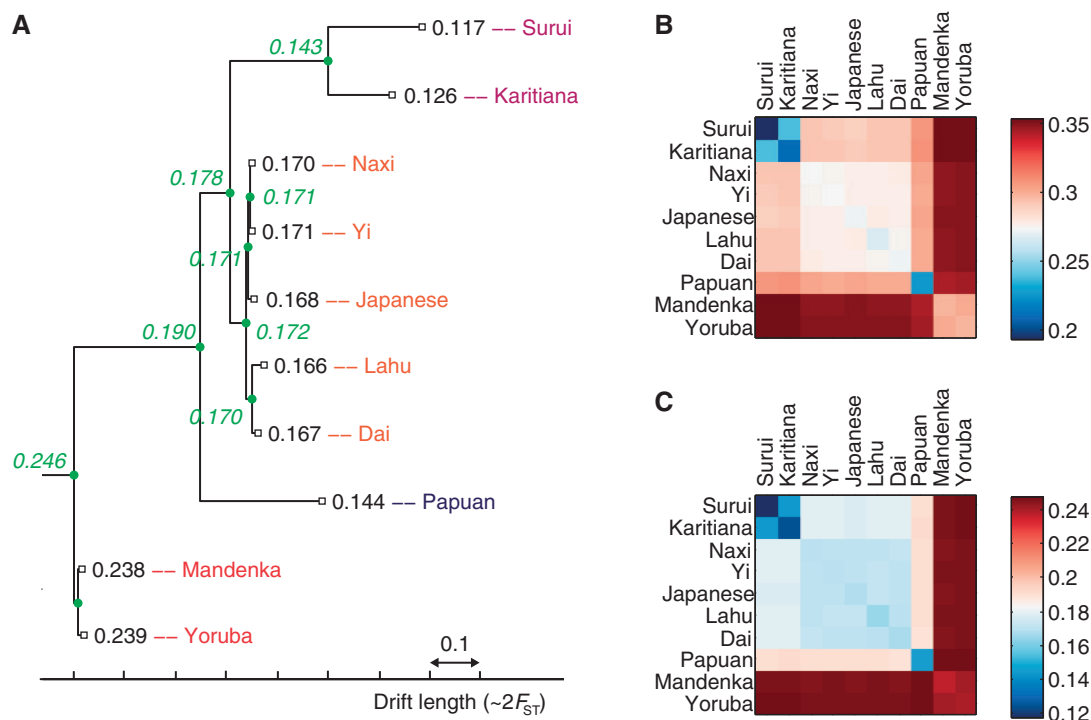 A
0.117 –– Surui
0.143
0.126 –– Karitiana
0.170 –– Naxi
0.178
0.171
0.171 –– Yi
0.171
0.168 –– Japanese
0.190
0.172
0.166 –– Lahu
0.170
0.167 –– Dai
0.246
0.144 –– Papuan
0.238 –– Mandenka
0.239 –– Yoruba
0.1
Drift length (~2FST)
B
Surui
Karitiana
Naxi
Yi
Japanese
Lahu
Dai
Papuan
Mandenka
Yoruba
Surui
Karitiana
Naxi
Yi
Japanese
Lahu
Dai
Papuan
Mandenka
Yoruba
0.35
0.3
0.25
0.2
C
Surui
Karitiana
Naxi
Yi
Japanese
Lahu
Dai
Papuan
Mandenka
Yoruba
Surui
Karitiana
Naxi
Yi
Japanese
Lahu
Dai
Papuan
Mandenka
Yoruba
0.24
0.22
0.2
0.18
0.16
0.14
0.12